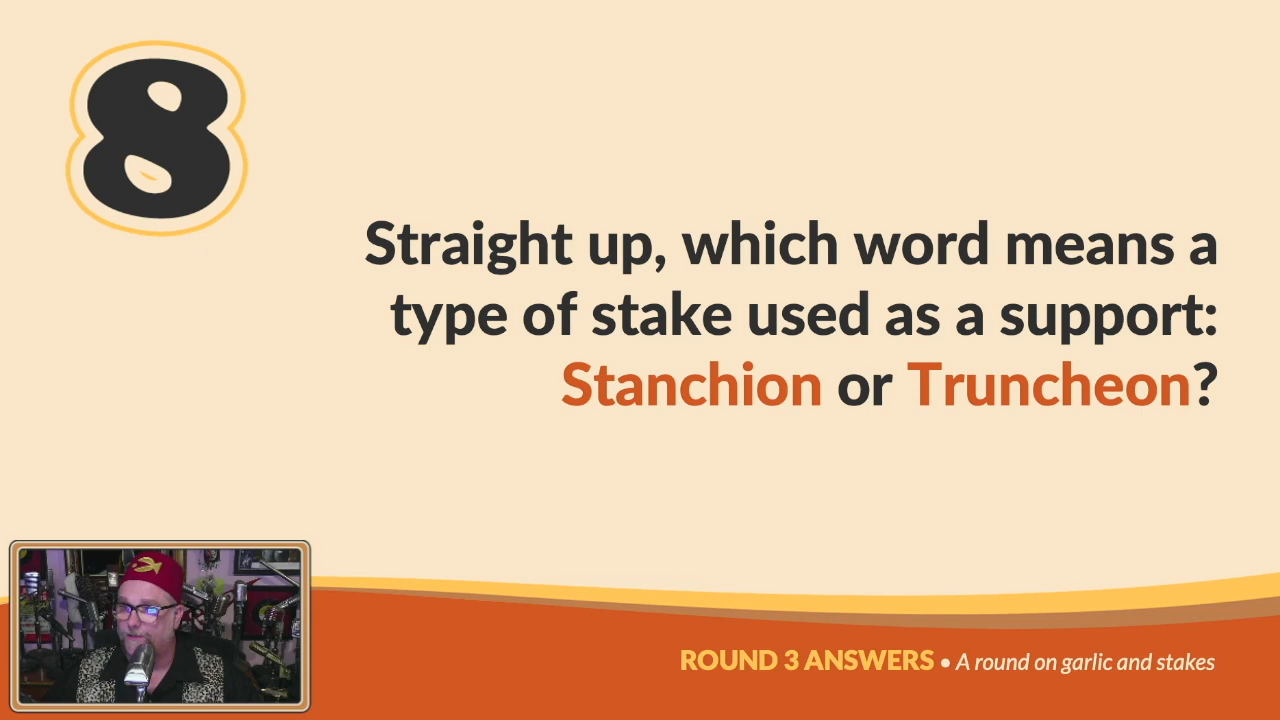 8
Straight up, which word means a
type of stake used as a support:
Stanchion or Truncheon?
ROUND 3 ANSWERS • A round on garlic and stakes